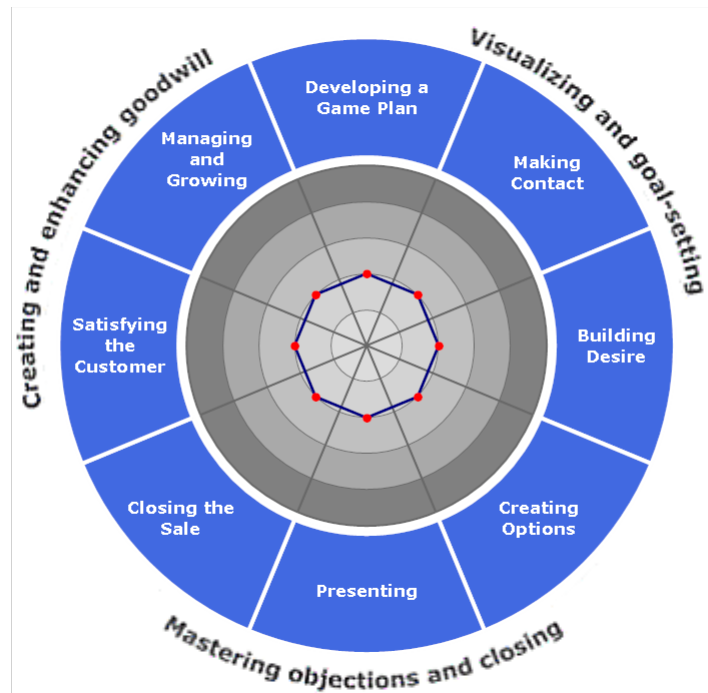 Visualizing and goal-setting
Developing a
Game Plan
Making
Contact
Building
Desire
Creating
Options
Presenting
Closing the
Sale
Satisfying
the
Customer
Managing
and
Growing
Mastering objections and closing
Creating and enhancing goodwill